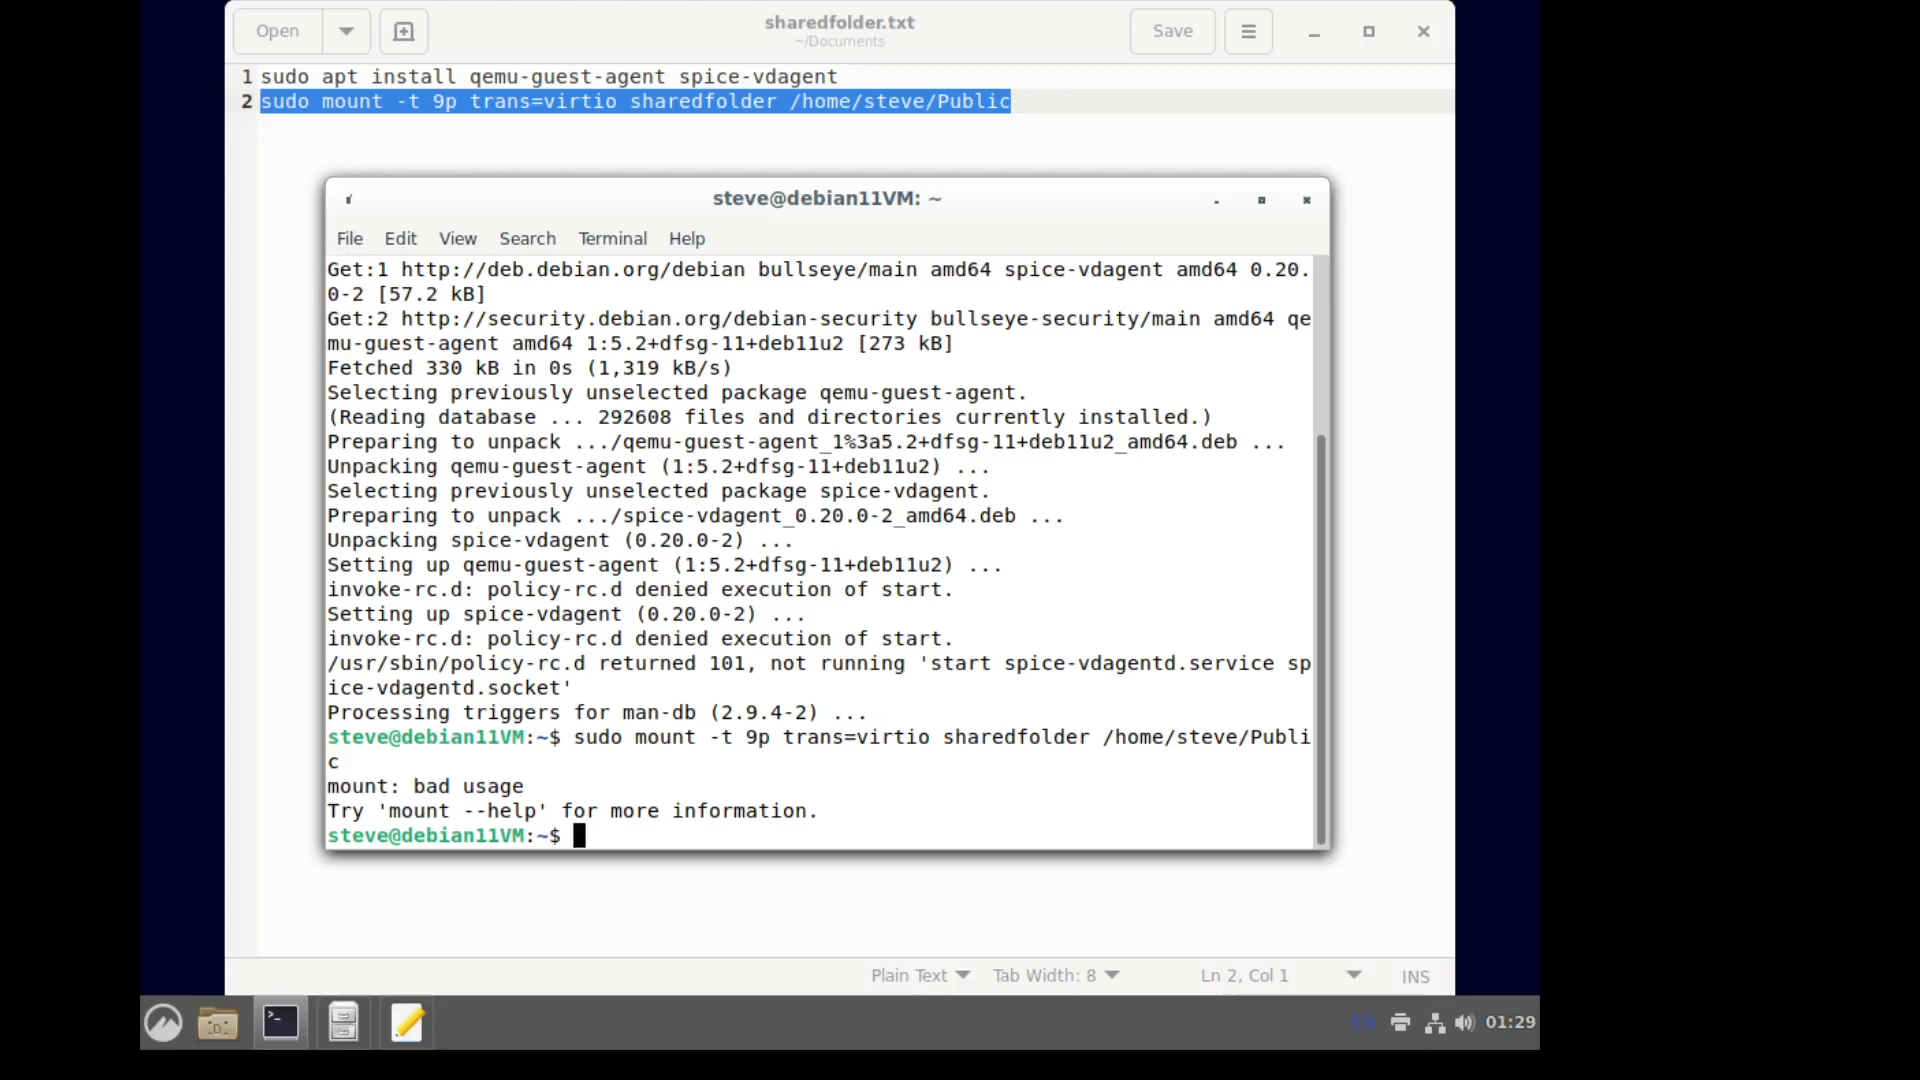 Open
sharedfolder.txt
~/Documents
Save
1 sudo apt install qemu-guest-agent spice-vdagent
2 sudo mount -t 9p trans=virtio sharedfolder /home/steve/Public
steve@debian11VM: ~
File Edit View Search Terminal Help
Get:1 http://deb.debian.org/debian bullseye/main amd64 spice-vdagent amd64 0.20.
0-2 [57.2 kB]
Get:2 http://security.debian.org/debian-security bullseye-security/main amd64 qe
mu-guest-agent amd64 1:5.2+dfsg-11+deb11u2 [273 kB]
Fetched 330 kB in 0s (1,319 kB/s)
Selecting previously unselected package qemu-guest-agent.
(Reading database ... 292608 files and directories currently installed.)
Preparing to unpack .../qemu-guest-agent_1%3a5.2+dfsg-11+deb11u2_amd64.deb ...
Unpacking qemu-guest-agent (1:5.2+dfsg-11+deb11u2) ...
Selecting previously unselected package spice-vdagent.
Preparing to unpack .../spice-vdagent_0.20.0-2_amd64.deb ...
Unpacking spice-vdagent (0.20.0-2) ...
Setting up qemu-guest-agent (1:5.2+dfsg-11+deb11u2) ...
invoke-rc.d: policy-rc.d denied execution of start.
Setting up spice-vdagent (0.20.0-2) ...
invoke-rc.d: policy-rc.d denied execution of start.
/usr/sbin/policy-rc.d returned 101, not running 'start spice-vdagentd.service sp
ice-vdagentd.socket'
Processing triggers for man-db (2.9.4-2) ...
steve@debian11VM:~$ sudo mount -t 9p trans=virtio sharedfolder /home/steve/Publi
c
mount: bad usage
Try 'mount --help' for more information.
steve@debian11VM:~$
Plain Text Tab Width: 8 Ln 2, Col 1 INS
01:29